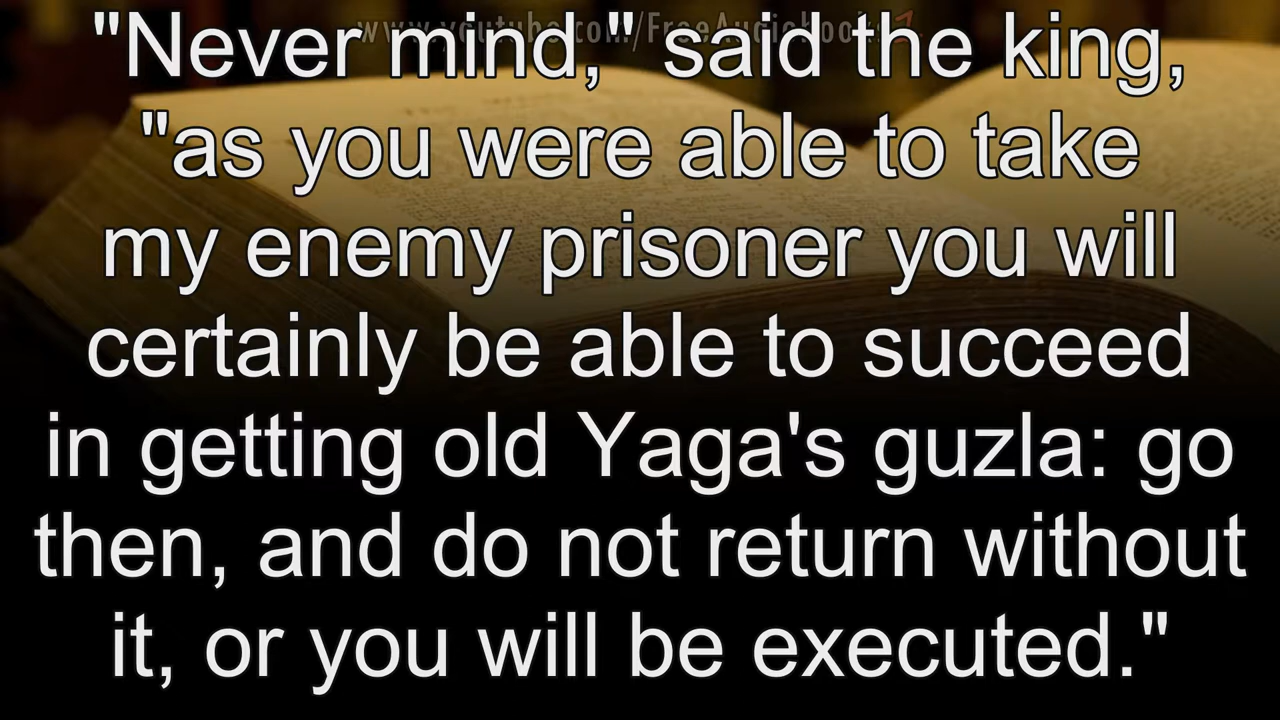 www.youtube.com/FreeAudioBooks
"Never mind," said the king,
"as you were able to take
my enemy prisoner you will
certainly be able to succeed
in getting old Yaga's guzla: go
then, and do not return without
it, or you will be executed."